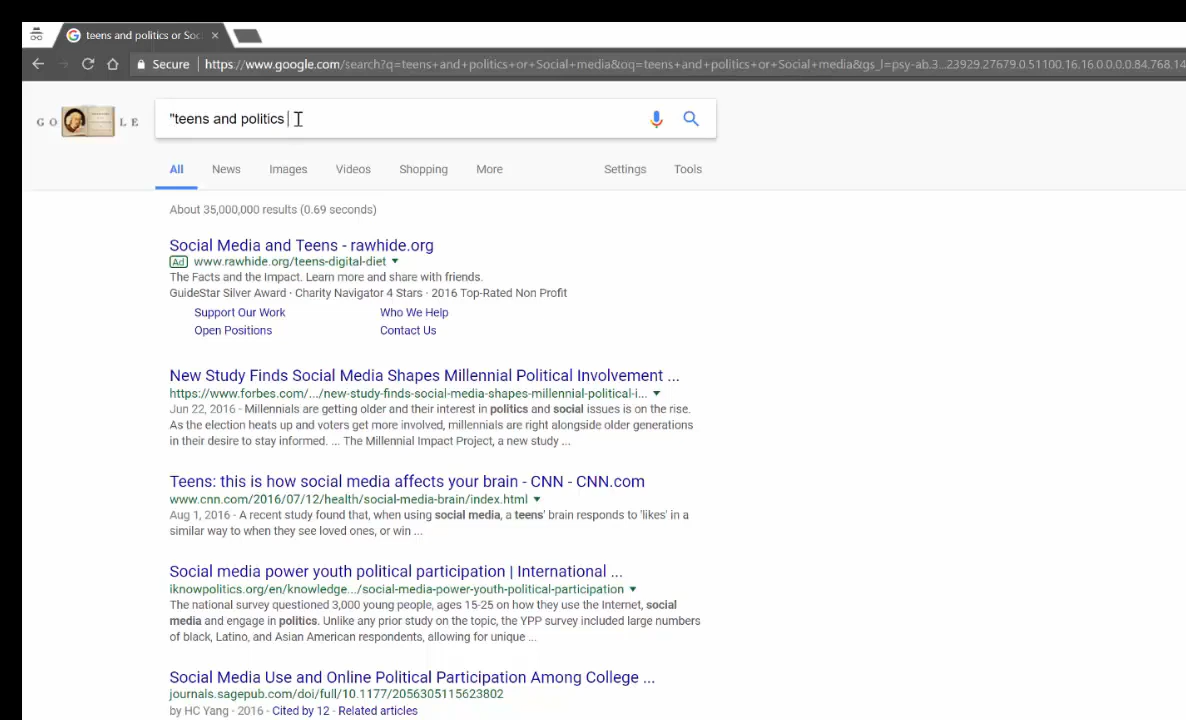 teens and politics or Soc
Secure https://www.google.com/search?q=teens+and+politics+or+Social+media&oq=teens+and+politics+or+Social+media&gs_l=psy-ab.3...23929.27679.0.51100.16.16.0.0.0.0.84.768.14
G O L E
"teens and politics
All News Images Videos Shopping More Settings Tools
About 35,000,000 results (0.69 seconds)
Social Media and Teens - rawhide.org
Ad www.rawhide.org/teens-digital-diet
The Facts and the Impact. Learn more and share with friends.
GuideStar Silver Award · Charity Navigator 4 Stars · 2016 Top-Rated Non Profit
Support Our Work Who We Help
Open Positions Contact Us
New Study Finds Social Media Shapes Millennial Political Involvement ...
https://www.forbes.com/.../new-study-finds-social-media-shapes-millennial-political-i...
Jun 22, 2016 - Millennials are getting older and their interest in politics and social issues is on the rise.
As the election heats up and voters get more involved, millennials are right alongside older generations
in their desire to stay informed. ... The Millennial Impact Project, a new study ...
Teens: this is how social media affects your brain - CNN - CNN.com
www.cnn.com/2016/07/12/health/social-media-brain/index.html
Aug 1, 2016 - A recent study found that, when using social media, a teens' brain responds to 'likes' in a
similar way to when they see loved ones, or win ...
Social media power youth political participation | International ...
iknowpolitics.org/en/knowledge.../social-media-power-youth-political-participation
The national survey questioned 3,000 young people, ages 15-25 on how they use the Internet, social
media and engage in politics. Unlike any prior study on the topic, the YPP survey included large numbers
of black, Latino, and Asian American respondents, allowing for unique ...
Social Media Use and Online Political Participation Among College ...
journals.sagepub.com/doi/full/10.1177/2056305115623802
by HC Yang · 2016 · Cited by 12 · Related articles